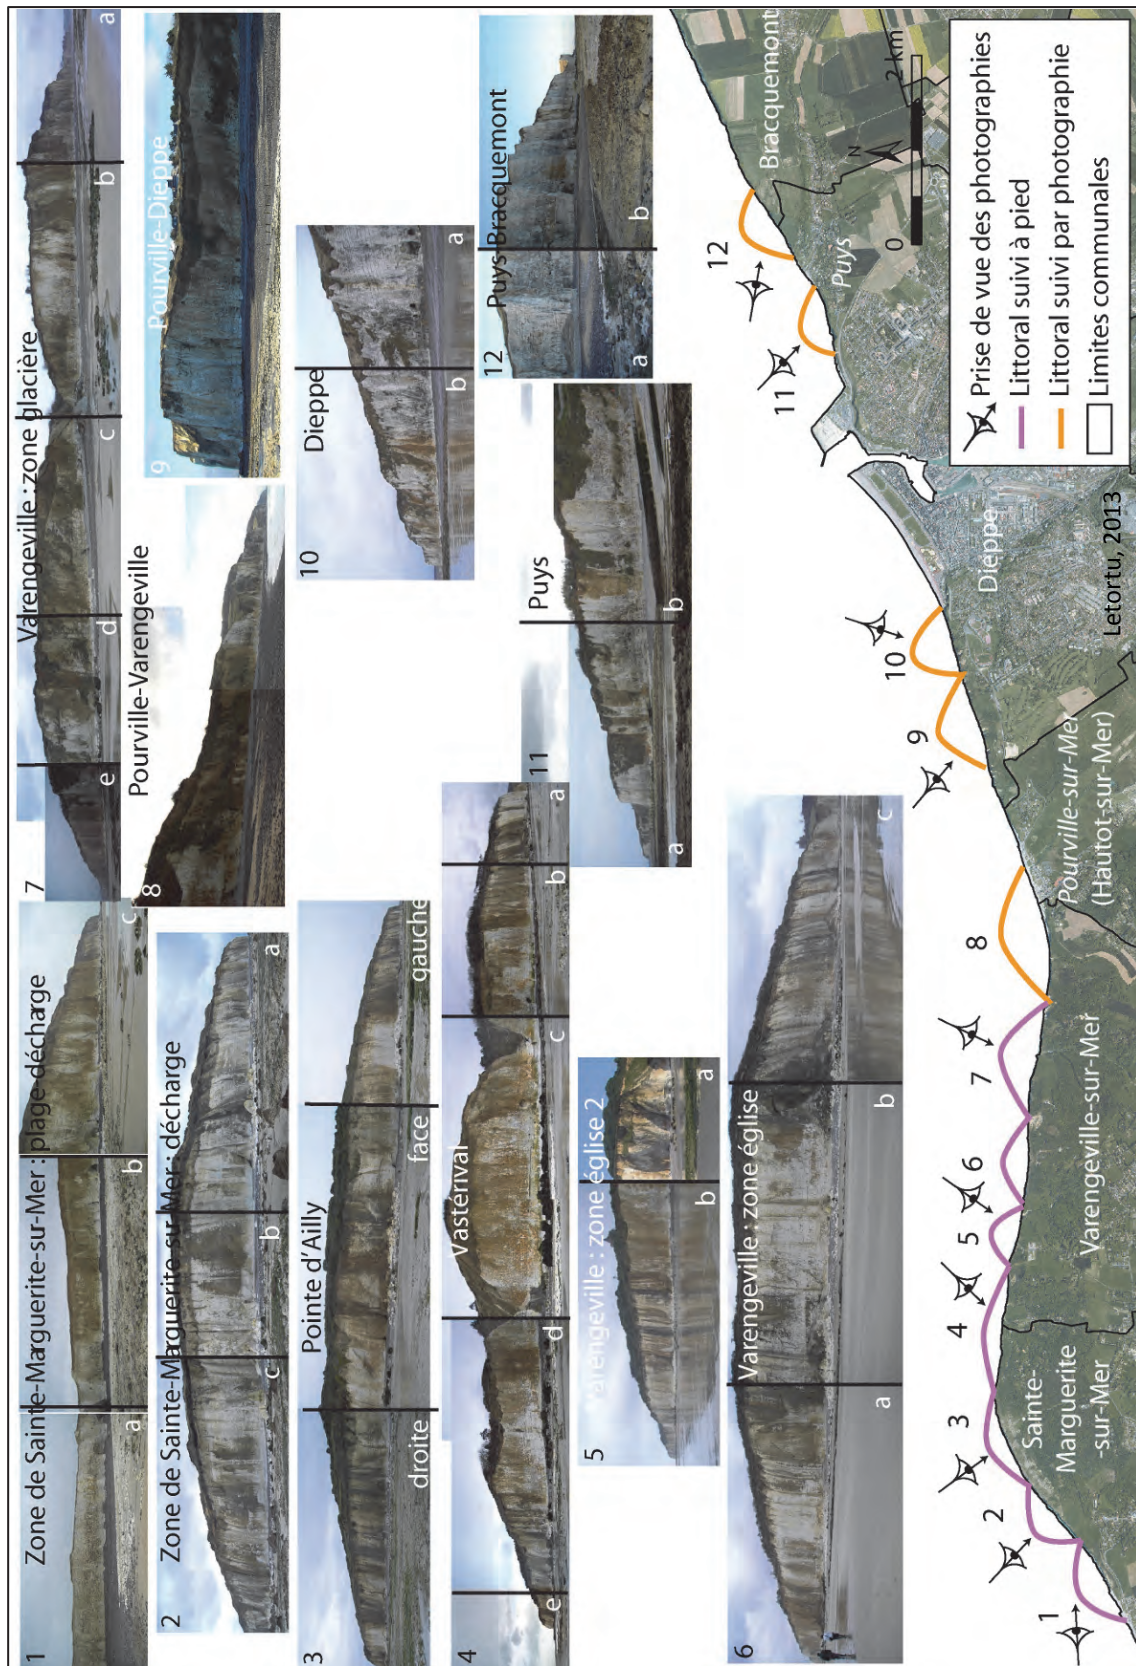 1
Zone de Sainte-Marguerite-sur-Mer : plage-décharge
a
b
c
2
Zone de Sainte-Marguerite-sur-Mer : décharge
c
b
a
3
Pointe d'Ailly
droite
face
gauche
4
Vastérival
e
d
c
b
a
5
Varengeville : zone église 2
b
a
6
Varengeville : zone église
a
b
c
7
Varengeville : zone glacière
e
d
c
b
a
8
Pourville-Varengeville
9
Pourville-Dieppe
10
Dieppe
b
a
11
Puys
a
b
12
Puys-Bracquemont
a
b
1
2
3
4
5
6
7
8
9
10
11
12
Sainte-
Marguerite
-sur-Mer
Varengeville-sur-Mer
Pourville-sur-Mer
(Hautot-sur-Mer)
Dieppe
Puys
Bracquemont
N
0
2 km
Prise de vue des photographies
Littoral suivi à pied
Littoral suivi par photographie
Limites communales
Letortu, 2013